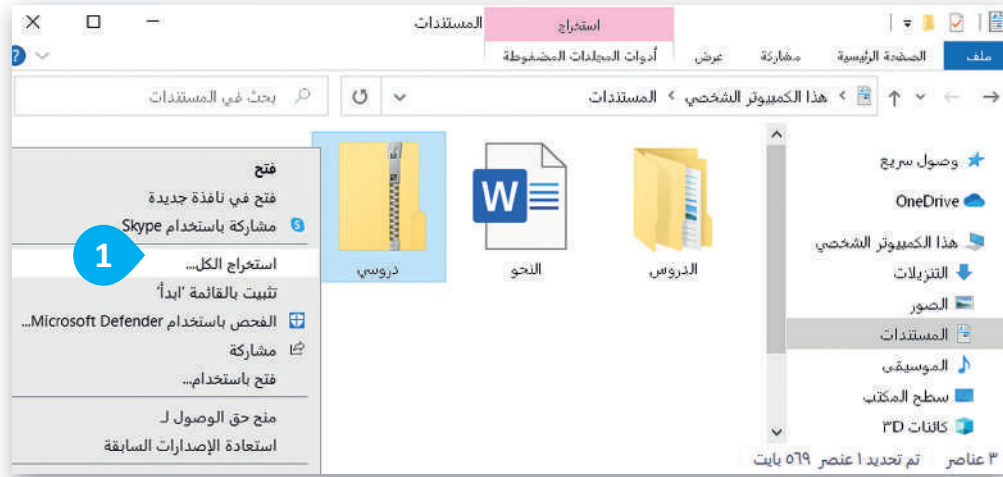 المستندات
استخراج
ملف
الصفحة الرئيسية
مشاركة
عرض
أدوات المجلدات المضغوطة
?
هذا الكمبيوتر الشخصي
المستندات
بحث في المستندات
وصول سريع
OneDrive
هذا الكمبيوتر الشخصي
التنزيلات
الصور
المستندات
الموسيقى
سطح المكتب
كائنات ٣D
الدروس
W
النحو
دروسي
فتح
فتح في نافذة جديدة
مشاركة باستخدام Skype
1
استخراج الكل...
تثبيت بالقائمة 'ابدأ'
الفحص باستخدام Microsoft Defender...
مشاركة
فتح باستخدام...
منح حق الوصول لـ
استعادة الإصدارات السابقة
٣ عناصر
تم تحديد ١ عنصر ٥٦٩ بايت